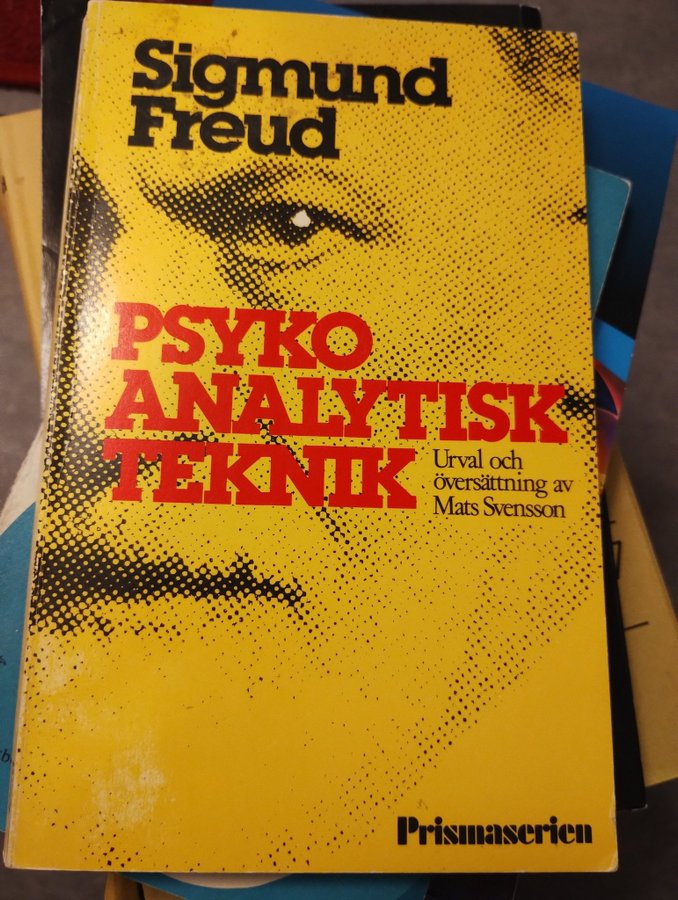 Sigmund
Freud
PSYKO
ANALYTISK
TEKNIK
Urval och
översättning av
Mats Svensson
Prismaserien